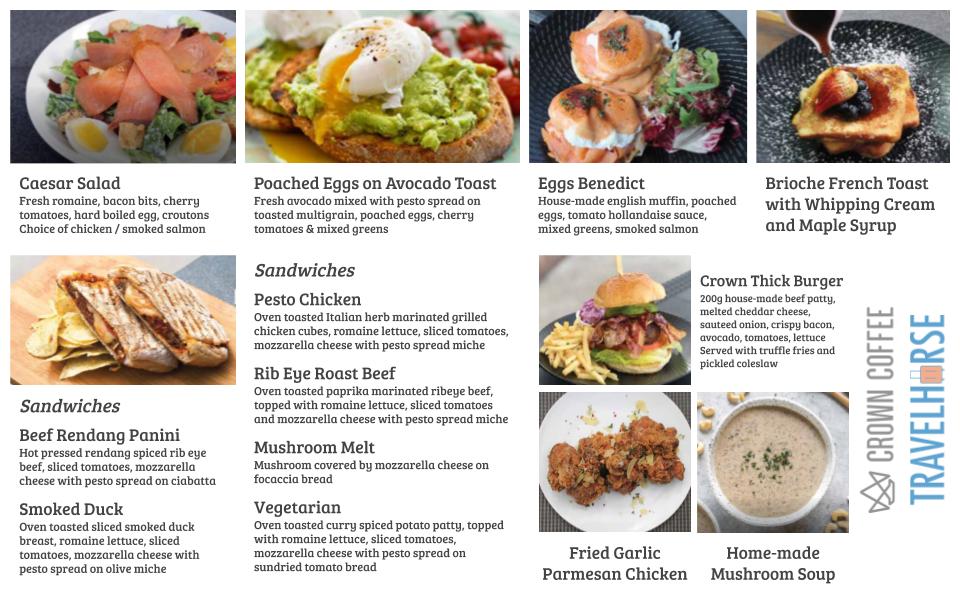 Caesar Salad
Fresh romaine, bacon bits, cherry
tomatoes, hard boiled egg, croutons
Choice of chicken / smoked salmon
Poached Eggs on Avocado Toast
Fresh avocado mixed with pesto spread on
toasted multigrain, poached eggs, cherry
tomatoes & mixed greens
Eggs Benedict
House-made english muffin, poached
eggs, tomato hollandaise sauce,
mixed greens, smoked salmon
Brioche French Toast
with Whipping Cream
and Maple Syrup
Sandwiches
Beef Rendang Panini
Hot pressed rendang spiced rib eye
beef, sliced tomatoes, mozzarella
cheese with pesto spread on ciabatta
Smoked Duck
Oven toasted sliced smoked duck
breast, romaine lettuce, sliced
tomatoes, mozzarella cheese with
pesto spread on olive miche
Sandwiches
Pesto Chicken
Oven toasted Italian herb marinated grilled
chicken cubes, romaine lettuce, sliced tomatoes,
mozzarella cheese with pesto spread miche
Rib Eye Roast Beef
Oven toasted paprika marinated ribeye beef,
topped with romaine lettuce, sliced tomatoes
and mozzarella cheese with pesto spread miche
Mushroom Melt
Mushroom covered by mozzarella cheese on
focaccia bread
Vegetarian
Oven toasted curry spiced potato patty, topped
with romaine lettuce, sliced tomatoes,
mozzarella cheese with pesto spread on
sundried tomato bread
Crown Thick Burger
200g house-made beef patty,
melted cheddar cheese,
sauteed onion, crispy bacon,
avocado, tomatoes, lettuce
Served with truffle fries and
pickled coleslaw
Fried Garlic
Parmesan Chicken
Home-made
Mushroom Soup
CROWN COFFEE
TRAVELHORSE